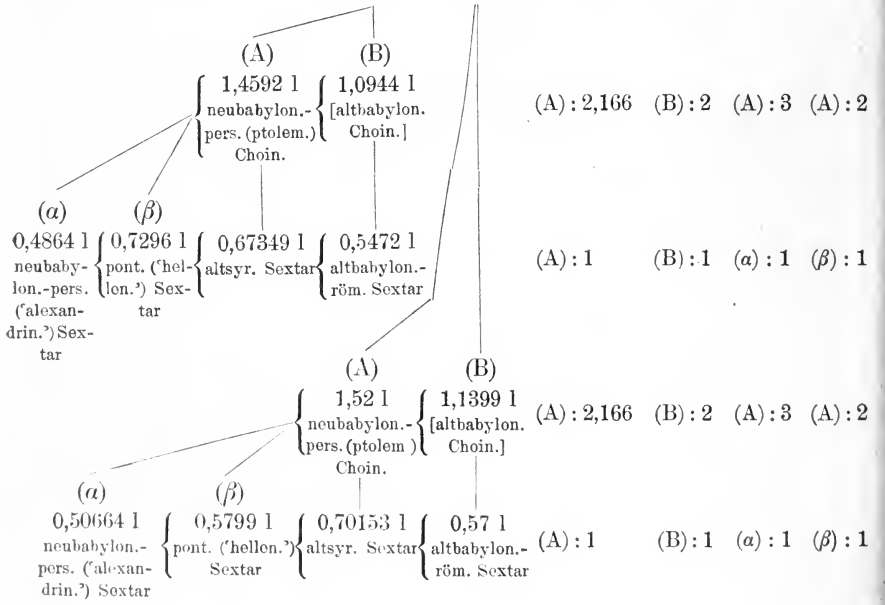 (A) (B)
1,4592 l 1,0944 l
neubabylon.- [altbabylon. (A) : 2,166 (B) : 2 (A) : 3 (A) : 2
pers. (ptolem.) Choin.]
Choin.
(α) (β)
0,4864 l 0,7296 l 0,67349 l 0,5472 l
neubaby- pont. (‘hel- altsyr. Sextar altbabylon.- (A) : 1 (B) : 1 (α) : 1 (β) : 1
lon.-pers. lon.’) Sex- röm. Sextar
(‘alexan- tar
drin.’) Sex-
tar
(A) (B)
1,52 l 1,1399 l
neubabylon.- [altbabylon. (A) : 2,166 (B) : 2 (A) : 3 (A) : 2
pers. (ptolem ) Choin.]
Choin.
(α) (β)
0,50664 l 0,5799 l 0,70153 l 0,57 l
neubabylon.- pont. (‘hellen.’) altsyr. Sextar altbabylon.- (A) : 1 (B) : 1 (α) : 1 (β) : 1
pers. (‘alexan- Sextar röm. Sextar
drin.’) Sextar